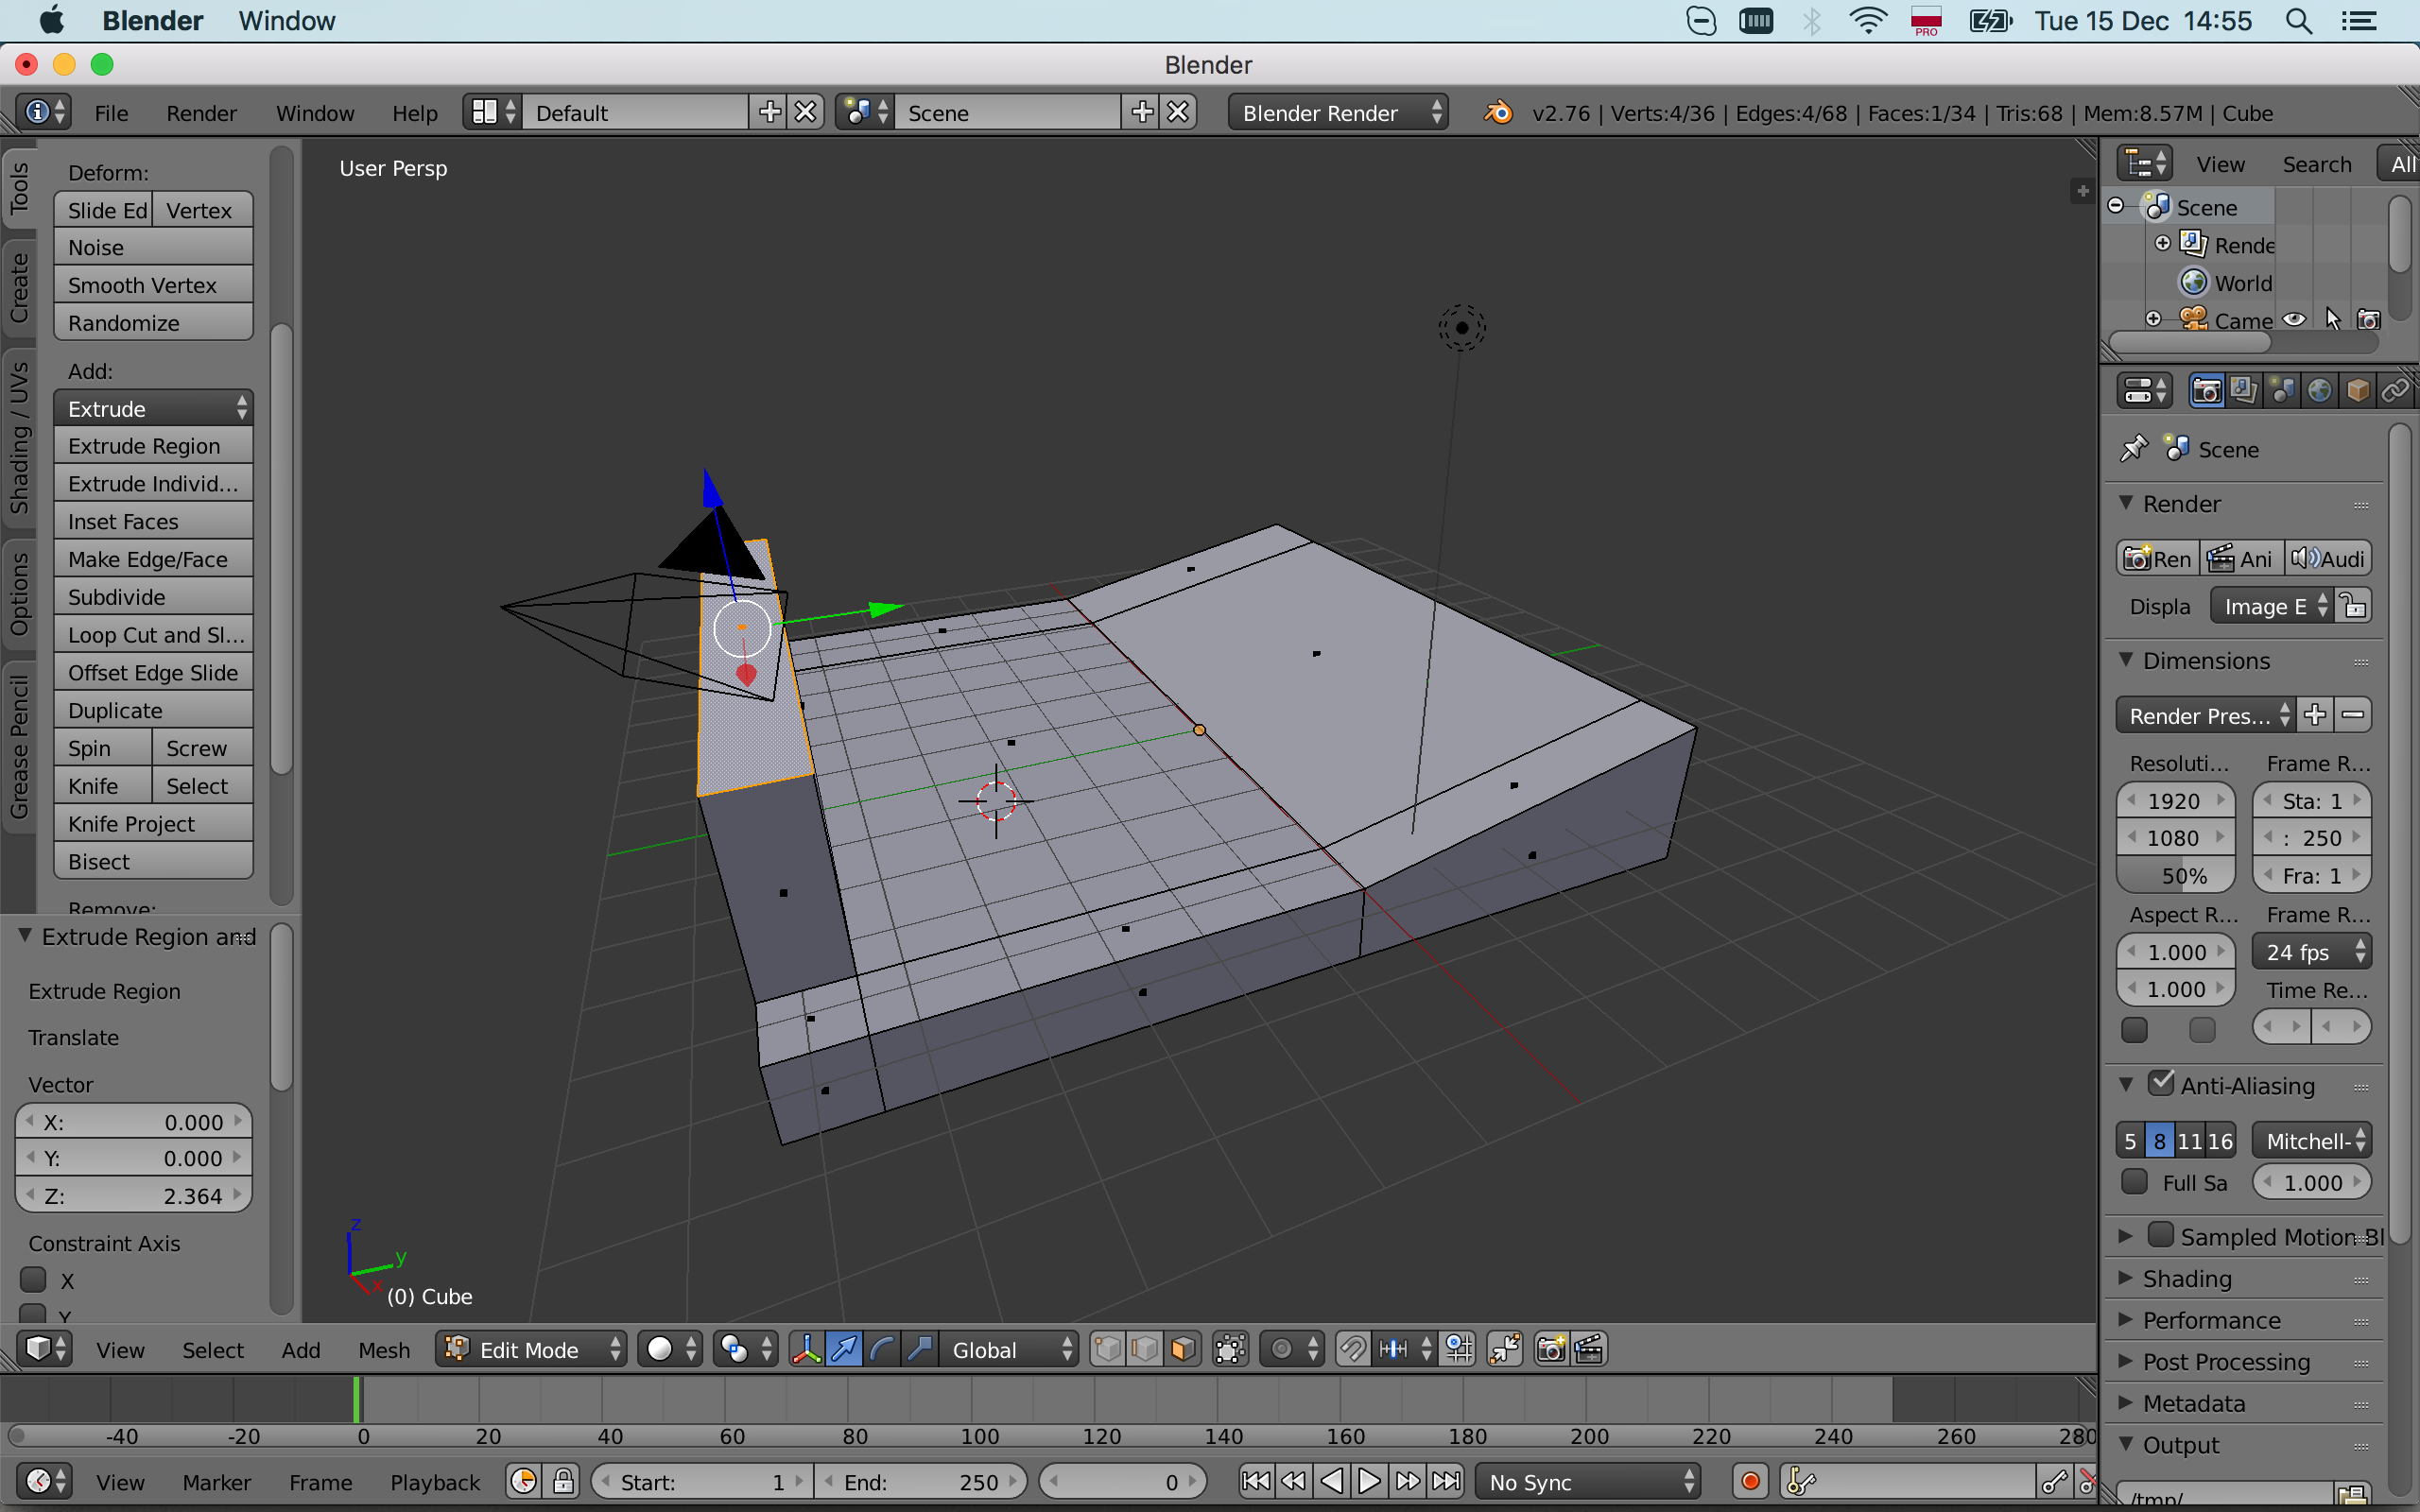 Blender Window PRO Tue 15 Dec 14:55
Blender
File Render Window Help Default Scene Blender Render v2.76 | Verts:4/36 | Edges:4/68 | Faces:1/34 | Tris:68 | Mem:8.57M | Cube
Tools
Create
Shading / UVs
Options
Grease Pencil
Deform:
Slide Ed Vertex
Noise
Smooth Vertex
Randomize
Add:
Extrude
Extrude Region
Extrude Individ...
Inset Faces
Make Edge/Face
Subdivide
Loop Cut and Sl...
Offset Edge Slide
Duplicate
Spin Screw
Knife Select
Knife Project
Bisect
Remove:
Extrude Region and
Extrude Region
Translate
Vector
X: 0.000
Y: 0.000
Z: 2.364
Constraint Axis
X
Y
User Persp
z
y
x
(0) Cube
View Search All
Scene
Rende
World
Came
Scene
Render
Ren Ani Audi
Displa Image E
Dimensions
Render Pres...
Resoluti... Frame R...
1920 Sta: 1
1080 : 250
50% Fra: 1
Aspect R... Frame R...
1.000 24 fps
1.000 Time Re...
Anti-Aliasing
5 8 11 16 Mitchell-
Full Sa 1.000
Sampled Motion Bl
Shading
Performance
Post Processing
Metadata
Output
/tmp/
View Select Add Mesh Edit Mode Global
-40 -20 0 20 40 60 80 100 120 140 160 180 200 220 240 260 280
View Marker Frame Playback Start: 1 End: 250 0 No Sync